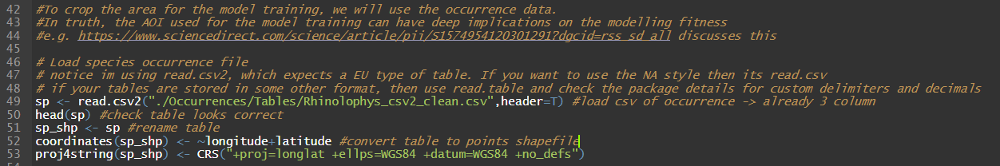 42 #To crop the area for the model training, we will use the occurrence data.
43 #In truth, the AOI used for the model training can have deep implications on the modelling fitness
44 #e.g. https://www.sciencedirect.com/science/article/pii/S1574954120301291?dgcid=rss_sd_all discusses this
45
46 # Load species occurrence file
47 # notice im using read.csv2, which expects a EU type of table. If you want to use the NA style then its read.csv
48 # if your tables are stored in some other format, then use read.table and check the package details for custom delimiters and decimals
49 sp <- read.csv2("./Occurrences/Tables/Rhinolophys_csv2_clean.csv",header=T) #load csv of occurrence -> already 3 column
50 head(sp) #check table looks correct
51 sp_shp <- sp #rename table
52 coordinates(sp_shp) <- ~longitude+latitude #convert table to points shapefile
53 proj4string(sp_shp) <- CRS("+proj=longlat +ellps=WGS84 +datum=WGS84 +no_defs")